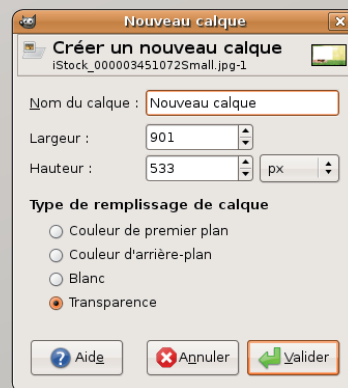 Nouveau calque
Créer un nouveau calque
iStock_000003451072Small.jpg-1
Nom du calque : Nouveau calque
Largeur : 901
Hauteur : 533 px
Type de remplissage de calque
Couleur de premier plan
Couleur d'arrière-plan
Blanc
Transparence
Aide Annuler Valider